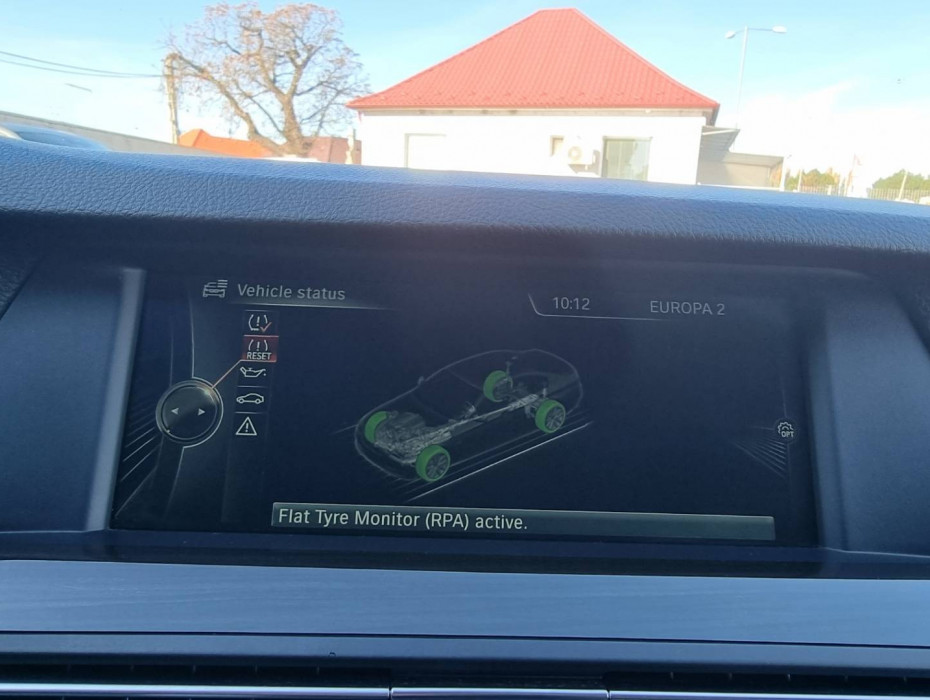 Vehicle status
10:12
EUROPA 2
RESET
OPT
Flat Tyre Monitor (RPA) active.